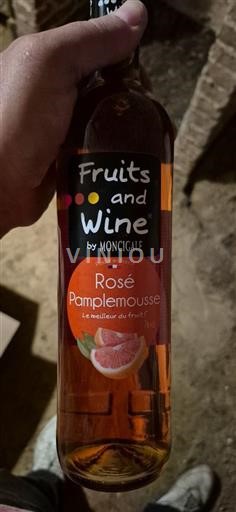 Fruits
and
Wine
by MONCIGALE
VINIOU
Rosé
Pamplemousse
Le meilleur du fruit!